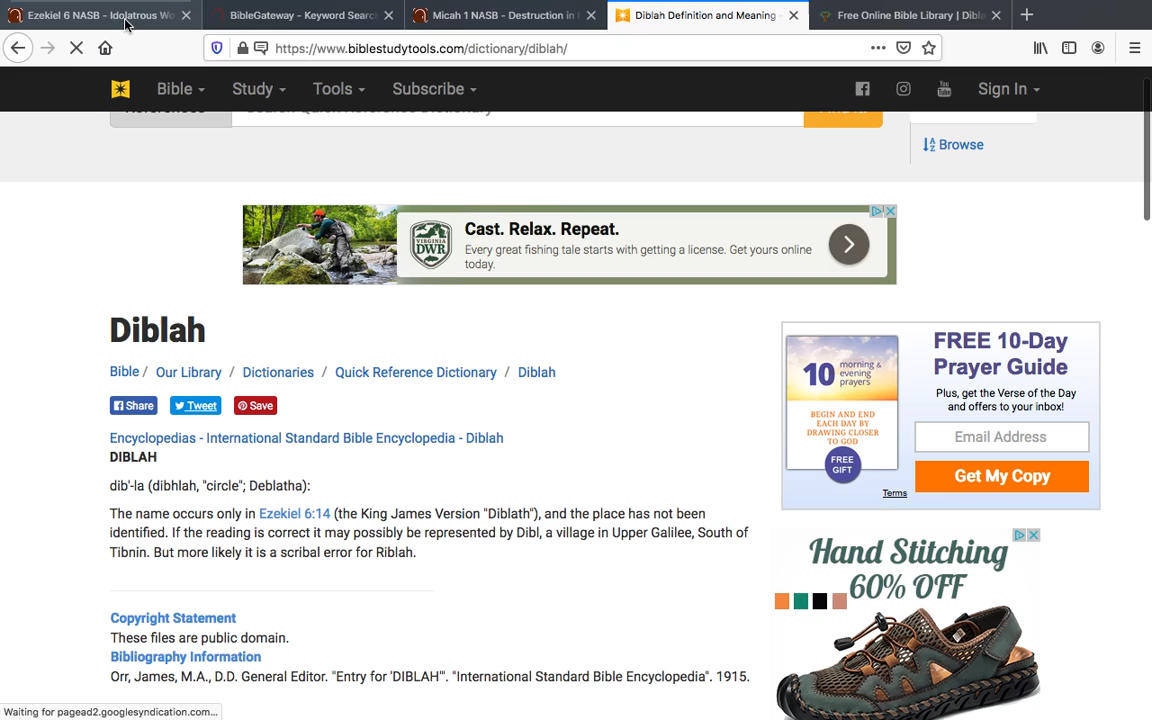 Ezekiel 6 NASB - Idolatrous Wo
BibleGateway - Keyword Searc
Micah 1 NASB - Destruction in
Diblah Definition and Meaning -
Free Online Bible Library | Dibla
https://www.biblestudytools.com/dictionary/diblah/
Bible Study Tools Subscribe Sign In
Browse
Cast. Relax. Repeat.
VIRGINIA DWR
Every great fishing tale starts with getting a license. Get yours online
today.
Diblah
Bible / Our Library / Dictionaries / Quick Reference Dictionary / Diblah
Share Tweet Save
Encyclopedias - International Standard Bible Encyclopedia - Diblah
DIBLAH
dib'-la (dibhlah, "circle"; Deblatha):
The name occurs only in Ezekiel 6:14 (the King James Version "Diblath"), and the place has not been
identified. If the reading is correct it may possibly be represented by Dibl, a village in Upper Galilee, South of
Tibnin. But more likely it is a scribal error for Riblah.
Copyright Statement
These files are public domain.
Bibliography Information
Orr, James, M.A., D.D. General Editor. "Entry for 'DIBLAH'". "International Standard Bible Encyclopedia". 1915.
FREE 10-Day
Prayer Guide
Plus, get the Verse of the Day
and offers to your inbox!
Email Address
Get My Copy
Terms
10 morning &
evening
prayers
BEGIN AND END
EACH DAY BY
DRAWING CLOSER
TO GOD
FREE
GIFT
Hand Stitching
60% OFF
Waiting for pagead2.googlesyndication.com...